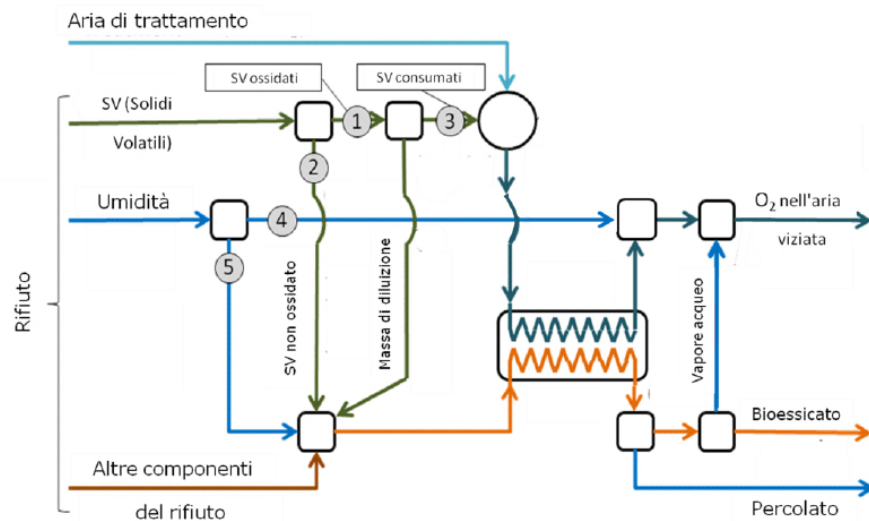 Aria di trattamento
SV ossidati
SV consumati
SV (Solidi
Volatili)
1
3
2
Umidità
4
O₂ nell'aria
viziata
5
Rifiuto
SV non ossidato
Massa di diluizione
Vapore acqueo
Bioessicato
Altre componenti
del rifiuto
Percolato